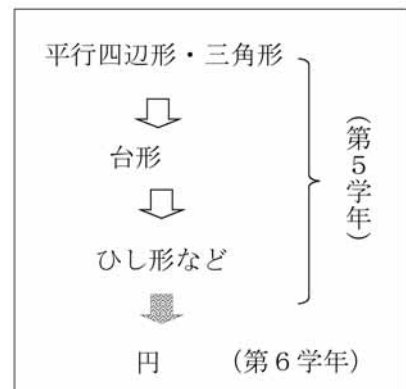 平行四辺形・三角形
台形
ひし形など
円　（第６学年）
（第５学年）